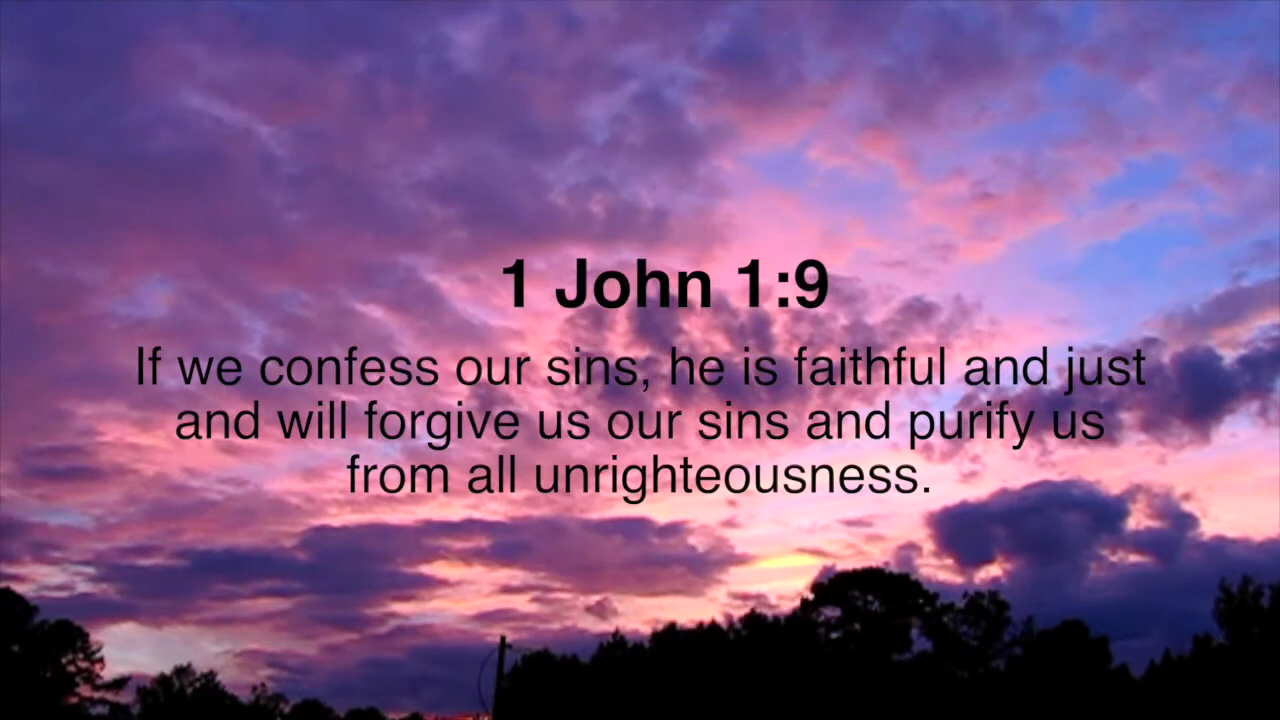 1 John 1:9
If we confess our sins, he is faithful and just
and will forgive us our sins and purify us
from all unrighteousness.